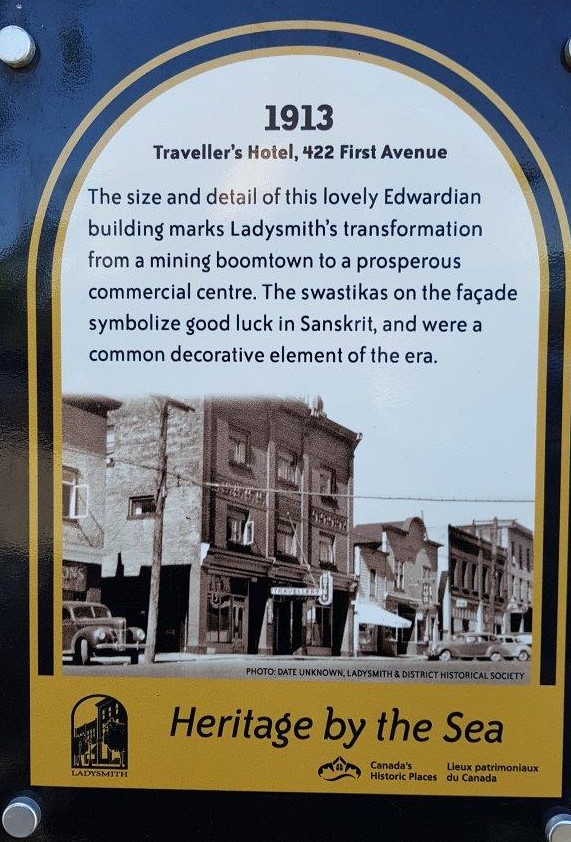 1913
Traveller's Hotel, 422 First Avenue
The size and detail of this lovely Edwardian
building marks Ladysmith's transformation
from a mining boomtown to a prosperous
commercial centre. The swastikas on the façade
symbolize good luck in Sanskrit, and were a
common decorative element of the era.
TRAVELLERS
PHOTO: DATE UNKNOWN, LADYSMITH & DISTRICT HISTORICAL SOCIETY
Heritage by the Sea
LADYSMITH
Canada's
Historic Places
Lieux patrimoniaux
du Canada